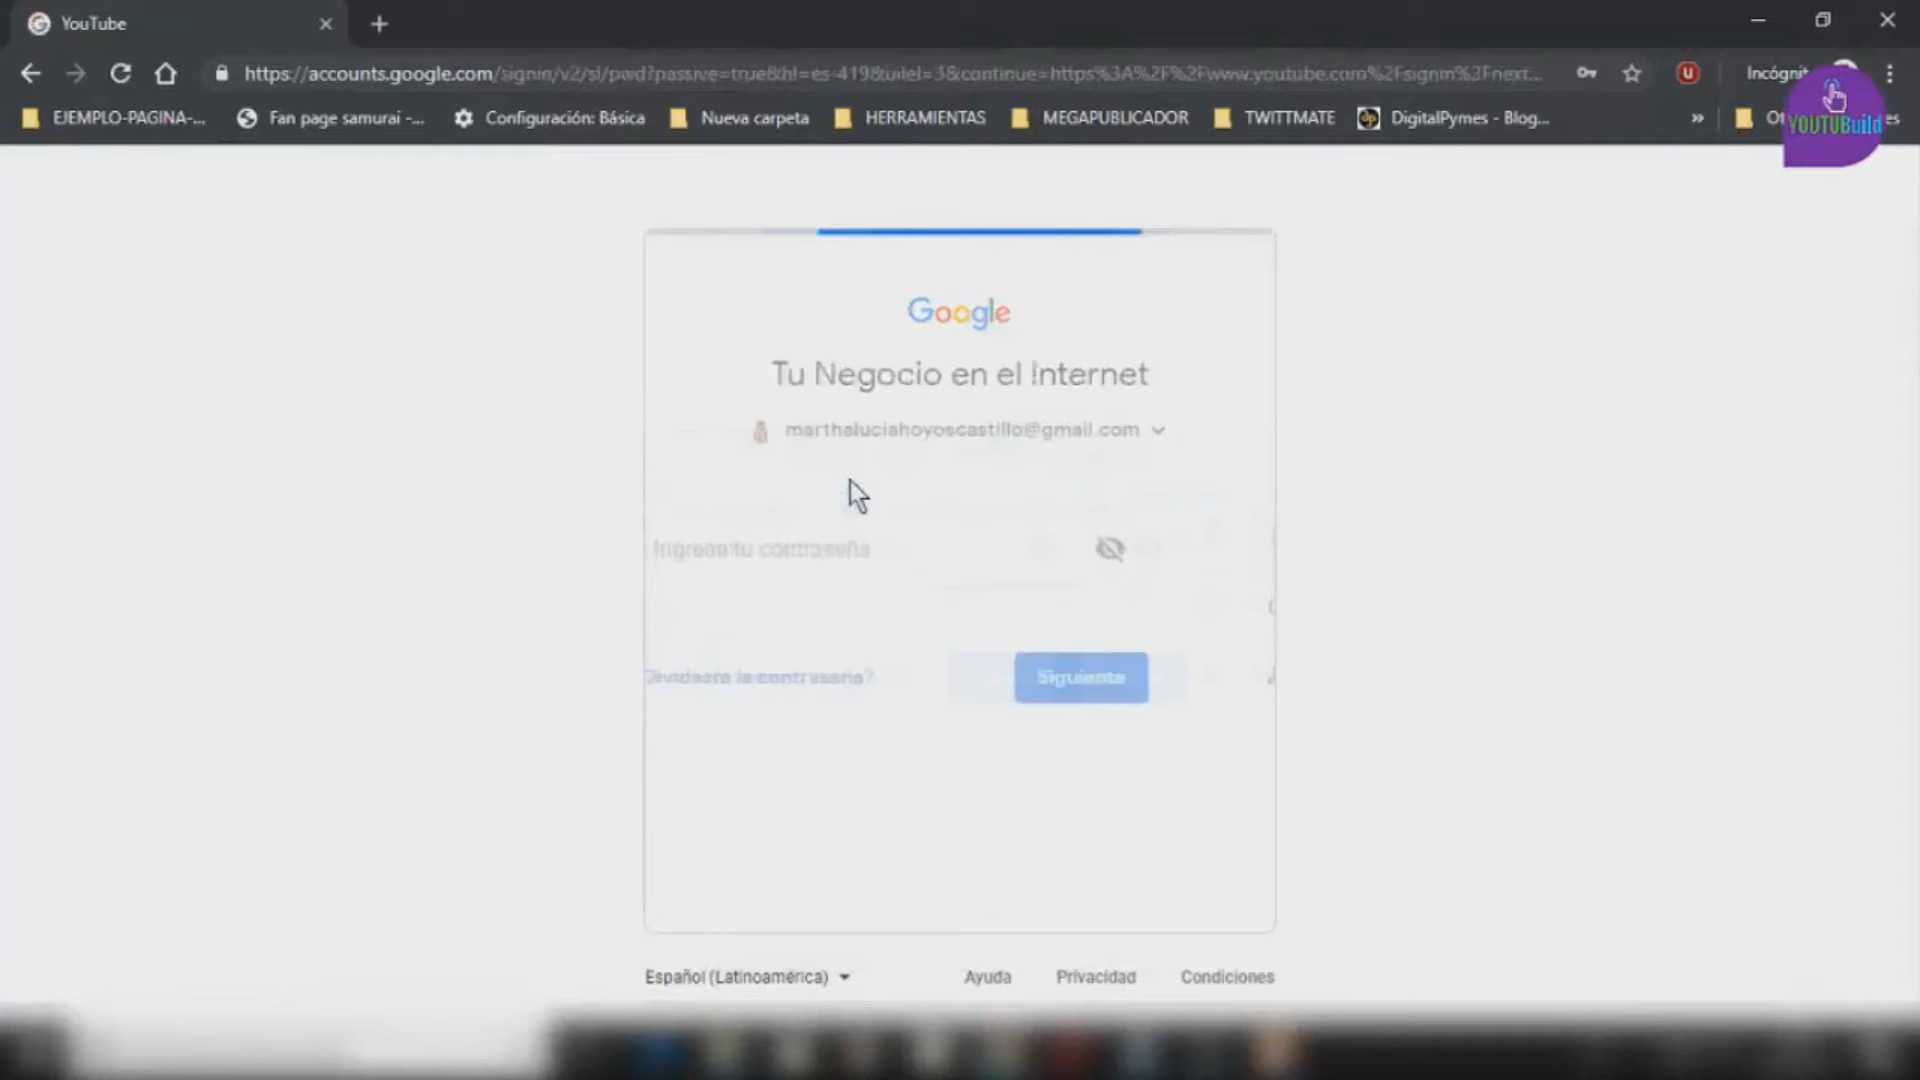 YouTube
https://accounts.google.com/signin/v2/sl/pwd?passive=true&hl=es-419&uilel=3&continue=https%3A%2F%2Fwww.youtube.com%2Fsignin%3Fnext...
Incógnit
EJEMPLO-PAGINA-...
Fan page samurai -...
Configuración: Básica
Nueva carpeta
HERRAMIENTAS
MEGAPUBLICADOR
TWITTMATE
DigitalPymes - Blog...
»
YOUTUBuild
Google
Tu Negocio en el Internet
marthaluciahoyoscastillo@gmail.com
Ingresa tu contraseña
la contraseña?
Siguiente
Español (Latinoamérica)
Ayuda
Privacidad
Condiciones